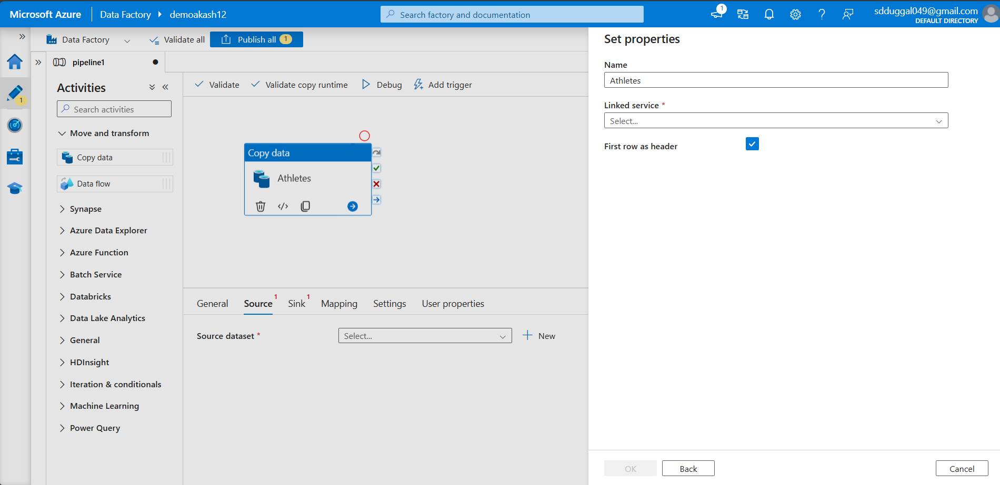 Microsoft Azure
Data Factory
demoakash12
Search factory and documentation
1
?
sdduggal049@gmail.com
DEFAULT DIRECTORY
Data Factory
Validate all
Publish all 1
pipeline1
1
Activities
Search activities
Move and transform
Copy data
Data flow
Synapse
Azure Data Explorer
Azure Function
Batch Service
Databricks
Data Lake Analytics
General
HDInsight
Iteration & conditionals
Machine Learning
Power Query
Validate
Validate copy runtime
Debug
Add trigger
Copy data
Athletes
General
Source 1
Sink 1
Mapping
Settings
User properties
Source dataset *
Select...
New
Set properties
Name
Athletes
Linked service *
Select...
First row as header
OK
Back
Cancel